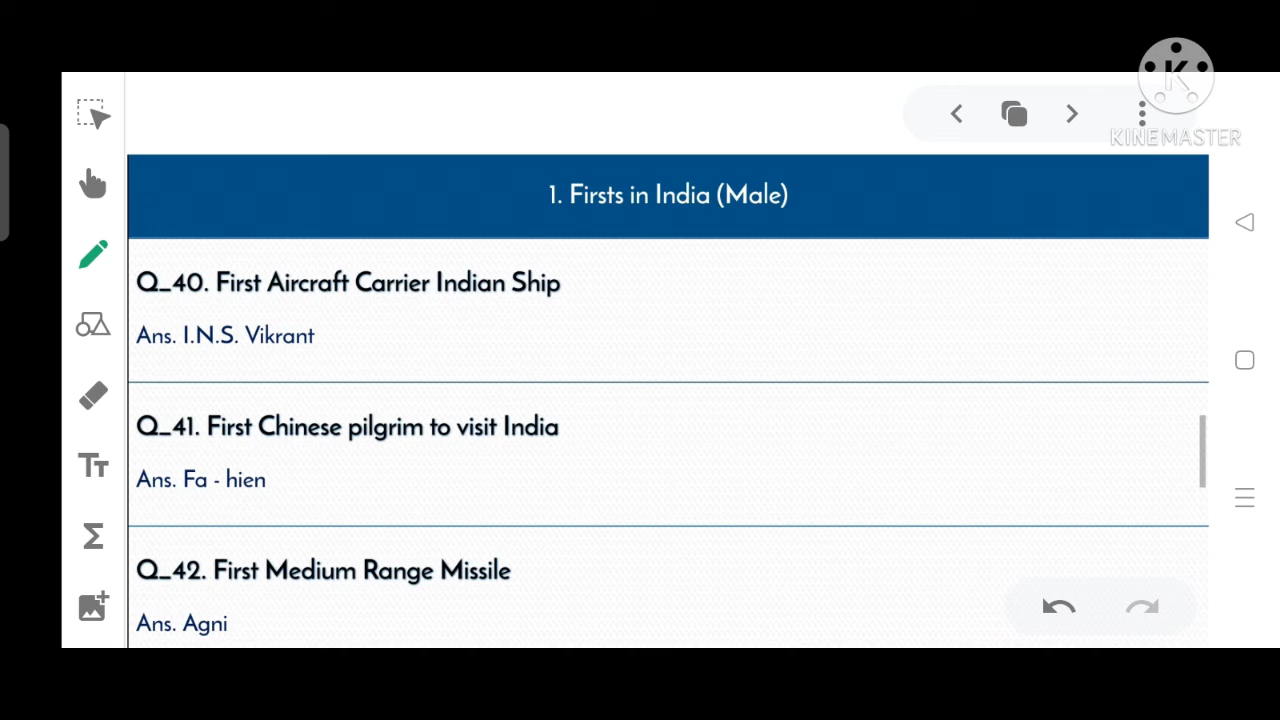 K
KINEMASTER
1. Firsts in India (Male)
Q_40. First Aircraft Carrier Indian Ship
Ans. I.N.S. Vikrant
Q_41. First Chinese pilgrim to visit India
Ans. Fa - hien
Q_42. First Medium Range Missile
Ans. Agni
TT
Σ